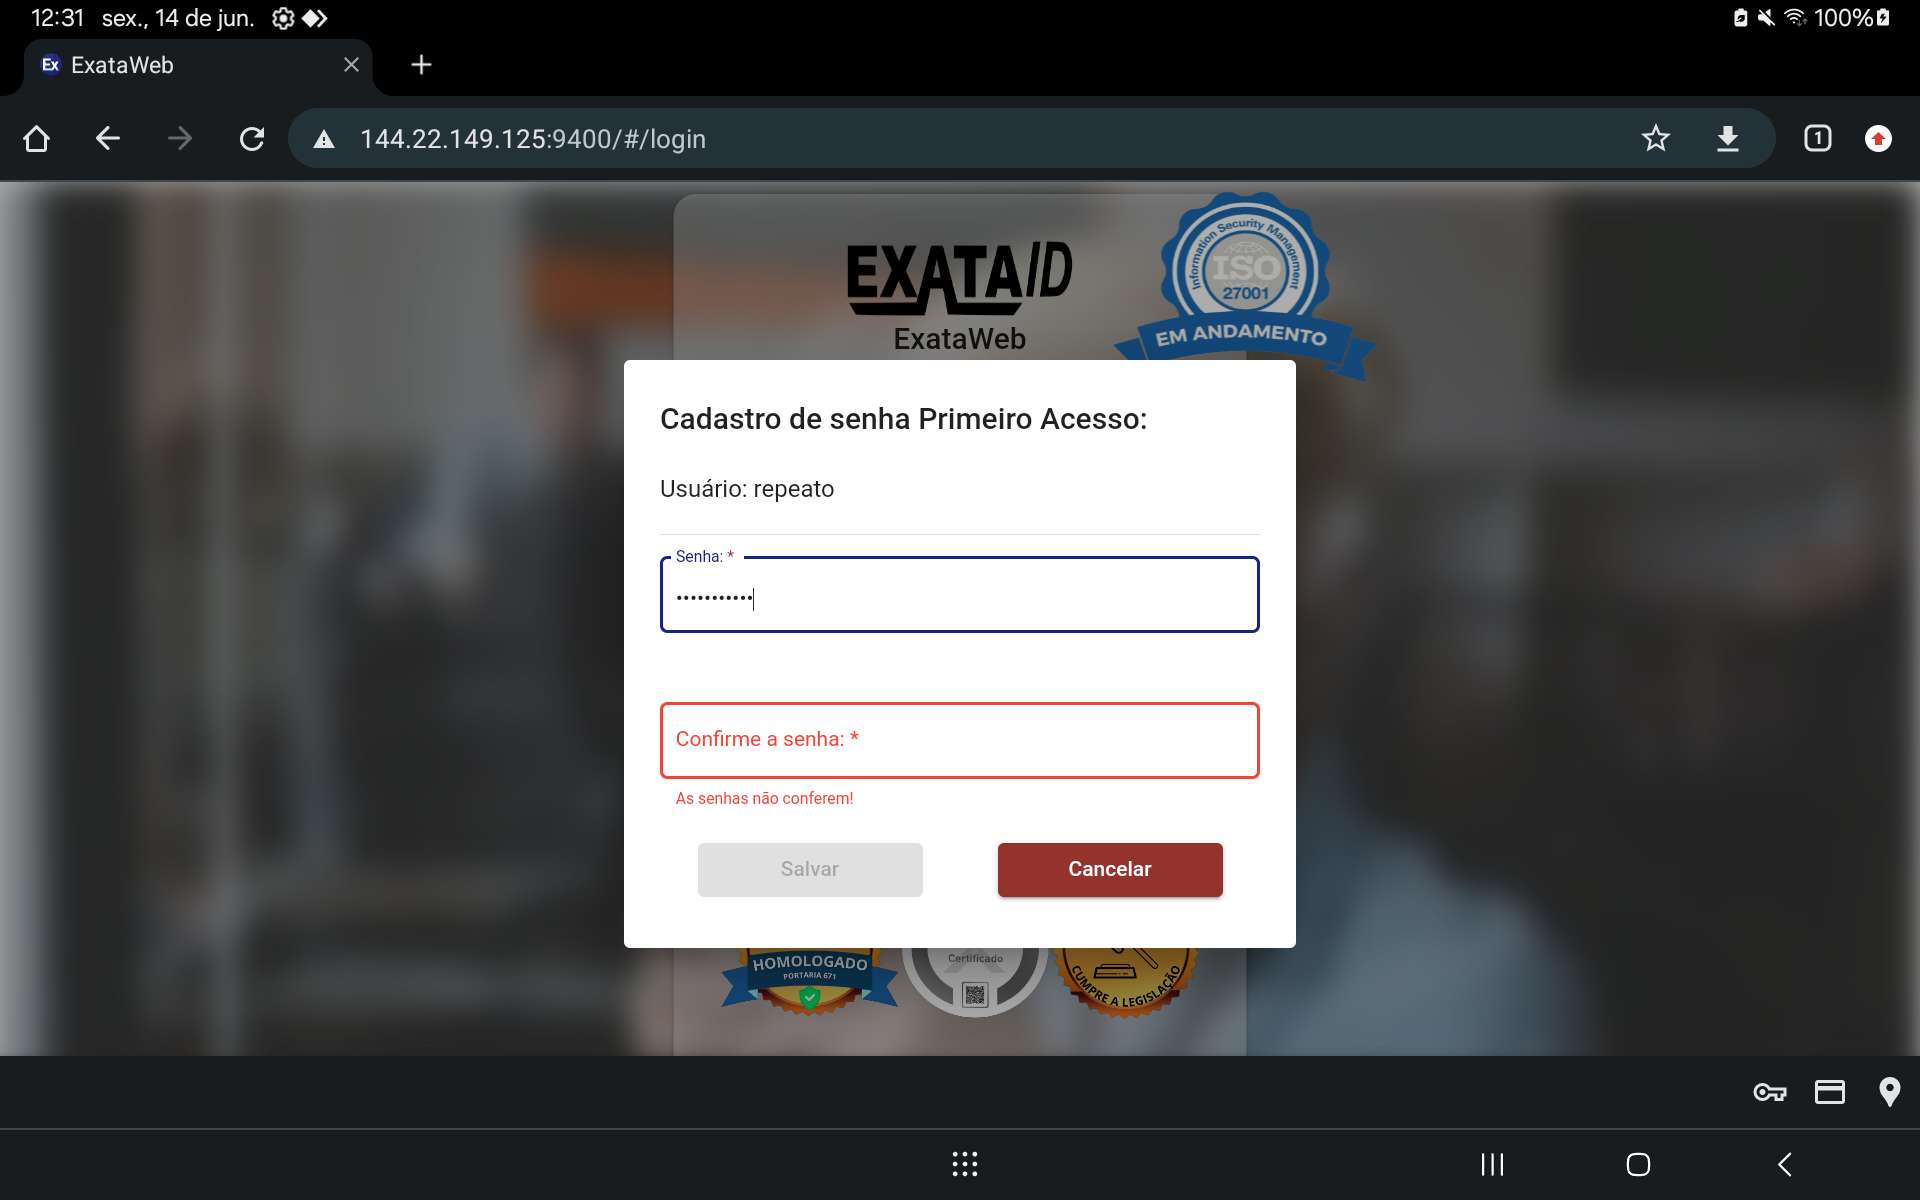 12:31 sex., 14 de jun.
100%
Ex ExataWeb
144.22.149.125:9400/#/login
1
EXATAID
ExataWeb
Information Security Management
ISO
27001
EM ANDAMENTO
Cadastro de senha Primeiro Acesso:
Usuário: repeato
Senha: *
•••••••••••
Confirme a senha: *
As senhas não conferem!
Salvar
Cancelar
HOMOLOGADO
PORTARIA 671
Certificado
CUMPRE A LEGISLAÇÃO